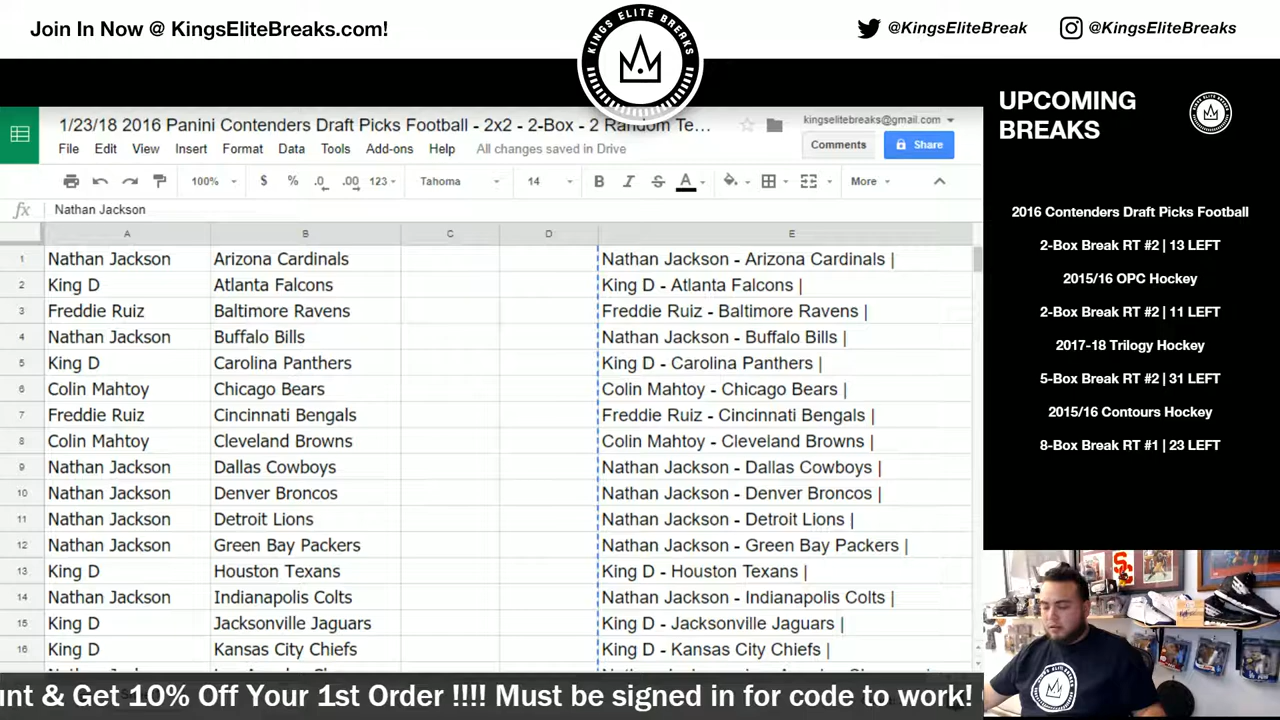 Join In Now @ KingsEliteBreaks.com!
KINGS ELITE BREAKS
@KingsEliteBreak
@KingsEliteBreaks
1/23/18 2016 Panini Contenders Draft Picks Football - 2x2 - 2-Box - 2 Random Te...
kingselitebreaks@gmail.com
File Edit View Insert Format Data Tools Add-ons Help All changes saved in Drive
Comments
Share
100% $ % .0 .00 123 Tahoma 14 B I S A More
fx Nathan Jackson
A B C D E
1 Nathan Jackson Arizona Cardinals Nathan Jackson - Arizona Cardinals |
2 King D Atlanta Falcons King D - Atlanta Falcons |
3 Freddie Ruiz Baltimore Ravens Freddie Ruiz - Baltimore Ravens |
4 Nathan Jackson Buffalo Bills Nathan Jackson - Buffalo Bills |
5 King D Carolina Panthers King D - Carolina Panthers |
6 Colin Mahtoy Chicago Bears Colin Mahtoy - Chicago Bears |
7 Freddie Ruiz Cincinnati Bengals Freddie Ruiz - Cincinnati Bengals |
8 Colin Mahtoy Cleveland Browns Colin Mahtoy - Cleveland Browns |
9 Nathan Jackson Dallas Cowboys Nathan Jackson - Dallas Cowboys |
10 Nathan Jackson Denver Broncos Nathan Jackson - Denver Broncos |
11 Nathan Jackson Detroit Lions Nathan Jackson - Detroit Lions |
12 Nathan Jackson Green Bay Packers Nathan Jackson - Green Bay Packers |
13 King D Houston Texans King D - Houston Texans |
14 Nathan Jackson Indianapolis Colts Nathan Jackson - Indianapolis Colts |
15 King D Jacksonville Jaguars King D - Jacksonville Jaguars |
16 King D Kansas City Chiefs King D - Kansas City Chiefs |
UPCOMING
BREAKS
2016 Contenders Draft Picks Football
2-Box Break RT #2 | 13 LEFT
2015/16 OPC Hockey
2-Box Break RT #2 | 11 LEFT
2017-18 Trilogy Hockey
5-Box Break RT #2 | 31 LEFT
2015/16 Contours Hockey
8-Box Break RT #1 | 23 LEFT
unt & Get 10% Off Your 1st Order !!!! Must be signed in for code to work!